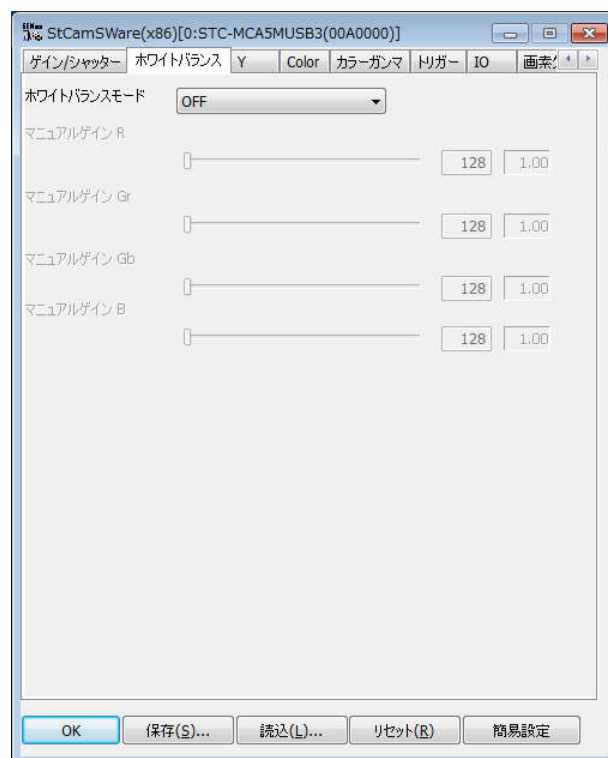 StCamSWare(x86)[0:STC-MCA5MUSB3(00A0000)]
ゲイン/シャッター ホワイトバランス Y Color カラーガンマ トリガー IO
ホワイトバランスモード OFF
マニュアルゲイン R
128 1.00
マニュアルゲイン Gr
128 1.00
マニュアルゲイン Gb
128 1.00
マニュアルゲイン B
128 1.00
OK 保存(S)... 読込(L)... リセット(R) 簡易設定